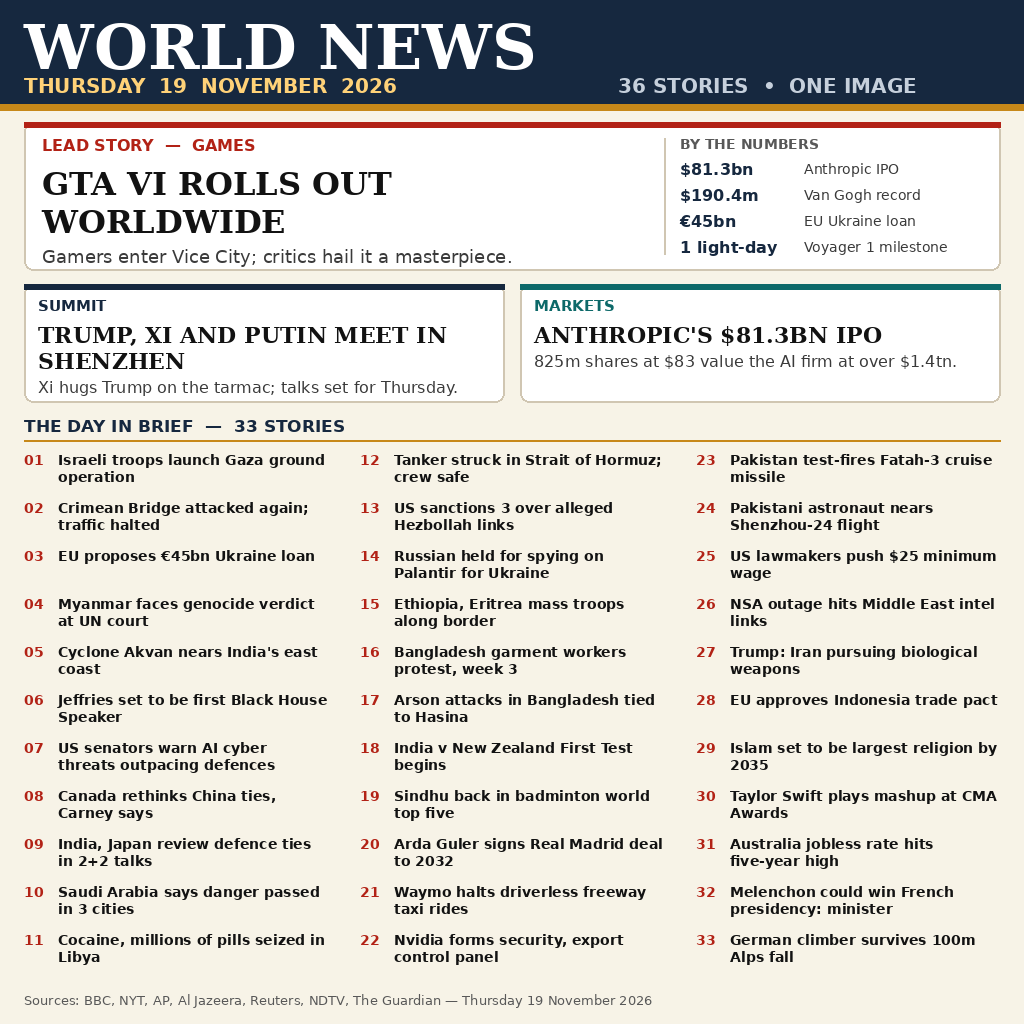 WORLD NEWS
THURSDAY 19 NOVEMBER 2026
36 STORIES • ONE IMAGE
LEAD STORY — GAMES
GTA VI ROLLS OUT
WORLDWIDE
Gamers enter Vice City; critics hail it a masterpiece.
BY THE NUMBERS
$81.3bn Anthropic IPO
$190.4m Van Gogh record
€45bn EU Ukraine loan
1 light-day Voyager 1 milestone
SUMMIT
TRUMP, XI AND PUTIN MEET IN
SHENZHEN
Xi hugs Trump on the tarmac; talks set for Thursday.
MARKETS
ANTHROPIC'S $81.3BN IPO
825m shares at $83 value the AI firm at over $1.4tn.
THE DAY IN BRIEF — 33 STORIES
01 Israeli troops launch Gaza ground
operation
02 Crimean Bridge attacked again;
traffic halted
03 EU proposes €45bn Ukraine loan
04 Myanmar faces genocide verdict
at UN court
05 Cyclone Akvan nears India's east
coast
06 Jeffries set to be first Black House
Speaker
07 US senators warn AI cyber
threats outpacing defences
08 Canada rethinks China ties,
Carney says
09 India, Japan review defence ties
in 2+2 talks
10 Saudi Arabia says danger passed
in 3 cities
11 Cocaine, millions of pills seized in
Libya
12 Tanker struck in Strait of Hormuz;
crew safe
13 US sanctions 3 over alleged
Hezbollah links
14 Russian held for spying on
Palantir for Ukraine
15 Ethiopia, Eritrea mass troops
along border
16 Bangladesh garment workers
protest, week 3
17 Arson attacks in Bangladesh tied
to Hasina
18 India v New Zealand First Test
begins
19 Sindhu back in badminton world
top five
20 Arda Guler signs Real Madrid deal
to 2032
21 Waymo halts driverless freeway
taxi rides
22 Nvidia forms security, export
control panel
23 Pakistan test-fires Fatah-3 cruise
missile
24 Pakistani astronaut nears
Shenzhou-24 flight
25 US lawmakers push $25 minimum
wage
26 NSA outage hits Middle East intel
links
27 Trump: Iran pursuing biological
weapons
28 EU approves Indonesia trade pact
29 Islam set to be largest religion by
2035
30 Taylor Swift plays mashup at CMA
Awards
31 Australia jobless rate hits
five-year high
32 Melenchon could win French
presidency: minister
33 German climber survives 100m
Alps fall
Sources: BBC, NYT, AP, Al Jazeera, Reuters, NDTV, The Guardian — Thursday 19 November 2026